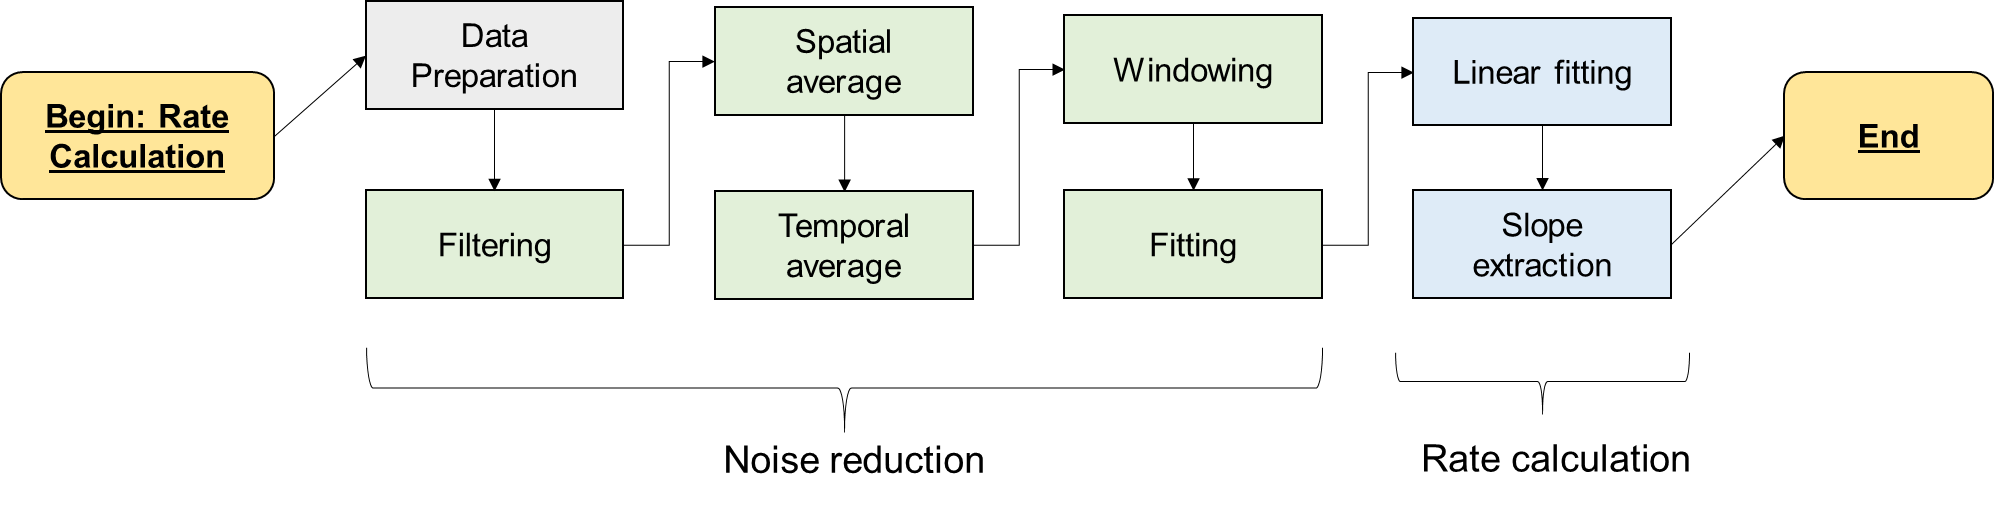 Begin: Rate
Calculation
Data
Preparation
Filtering
Spatial
average
Temporal
average
Windowing
Fitting
Linear fitting
Slope
extraction
End
Noise reduction
Rate calculation